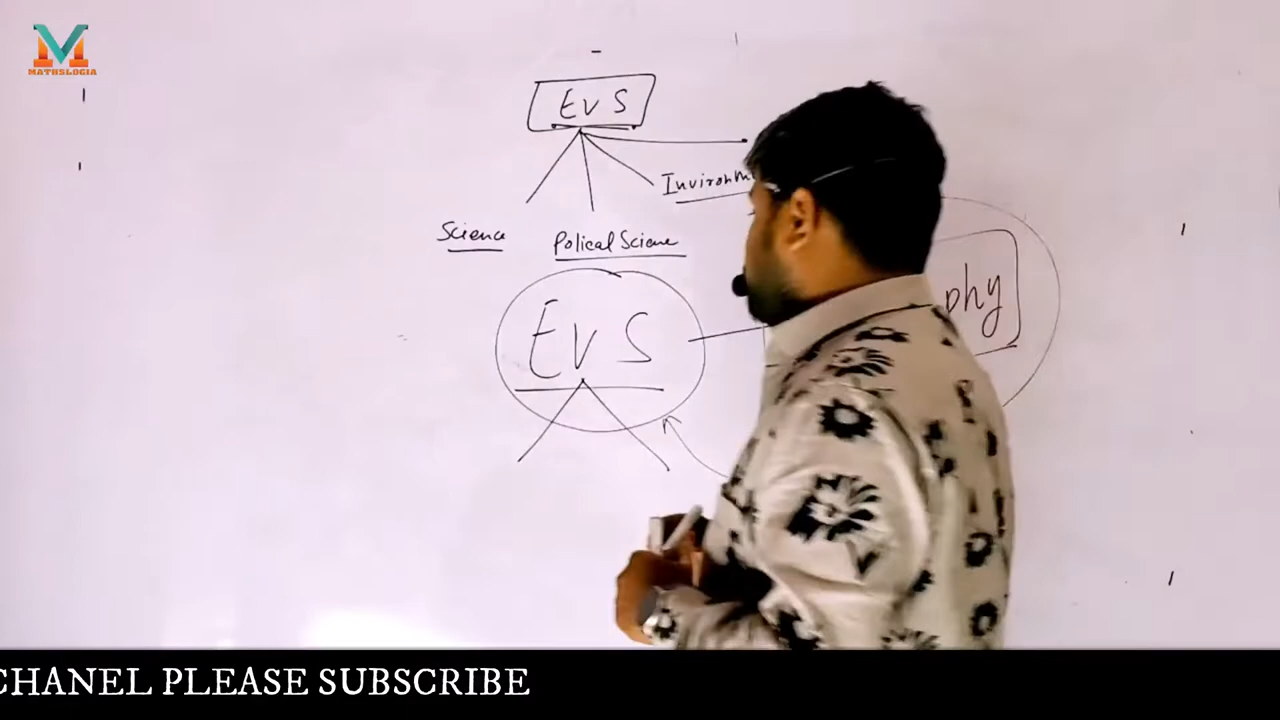 MATHSLOGIA
EVS
Invironm
Science
Polical Science
EVS
phy
CHANEL PLEASE SUBSCRIBE